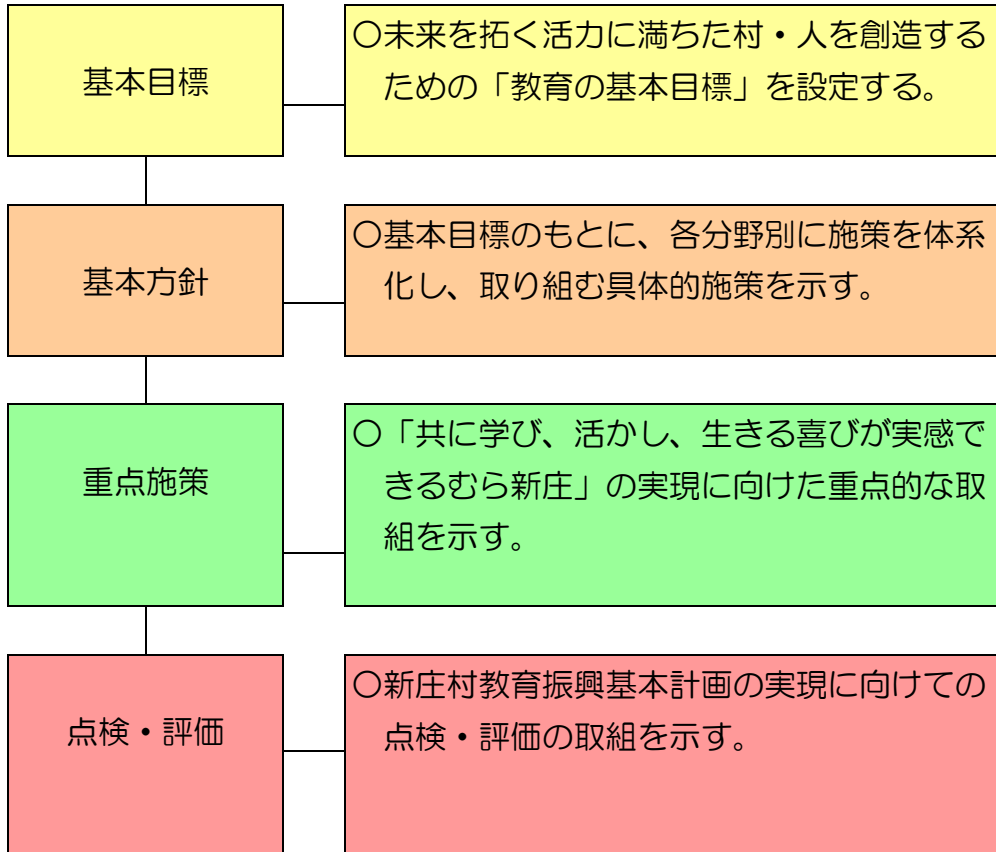 基本目標
〇未来を拓く活力に満ちた村・人を創造する
ための「教育の基本目標」を設定する。
基本方針
〇基本目標のもとに、各分野別に施策を体系
化し、取り組む具体的施策を示す。
重点施策
〇「共に学び、活かし、生きる喜びが実感で
きるむら新庄」の実現に向けた重点的な取
組を示す。
点検・評価
〇新庄村教育振興基本計画の実現に向けての
点検・評価の取組を示す。